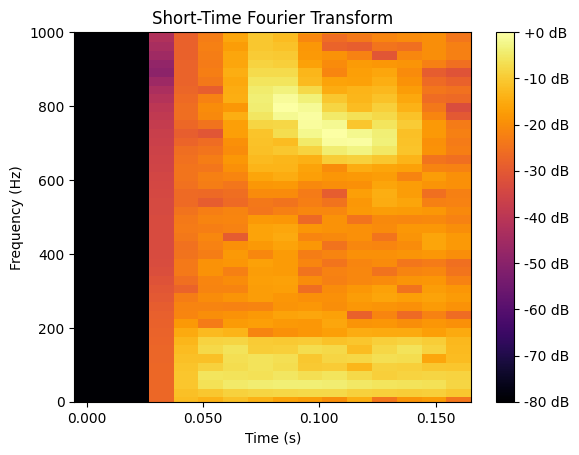 Short-Time Fourier Transform
1000
800
600
400
200
0
Frequency (Hz)
0.000
0.050
0.100
0.150
Time (s)
+0 dB
-10 dB
-20 dB
-30 dB
-40 dB
-50 dB
-60 dB
-70 dB
-80 dB